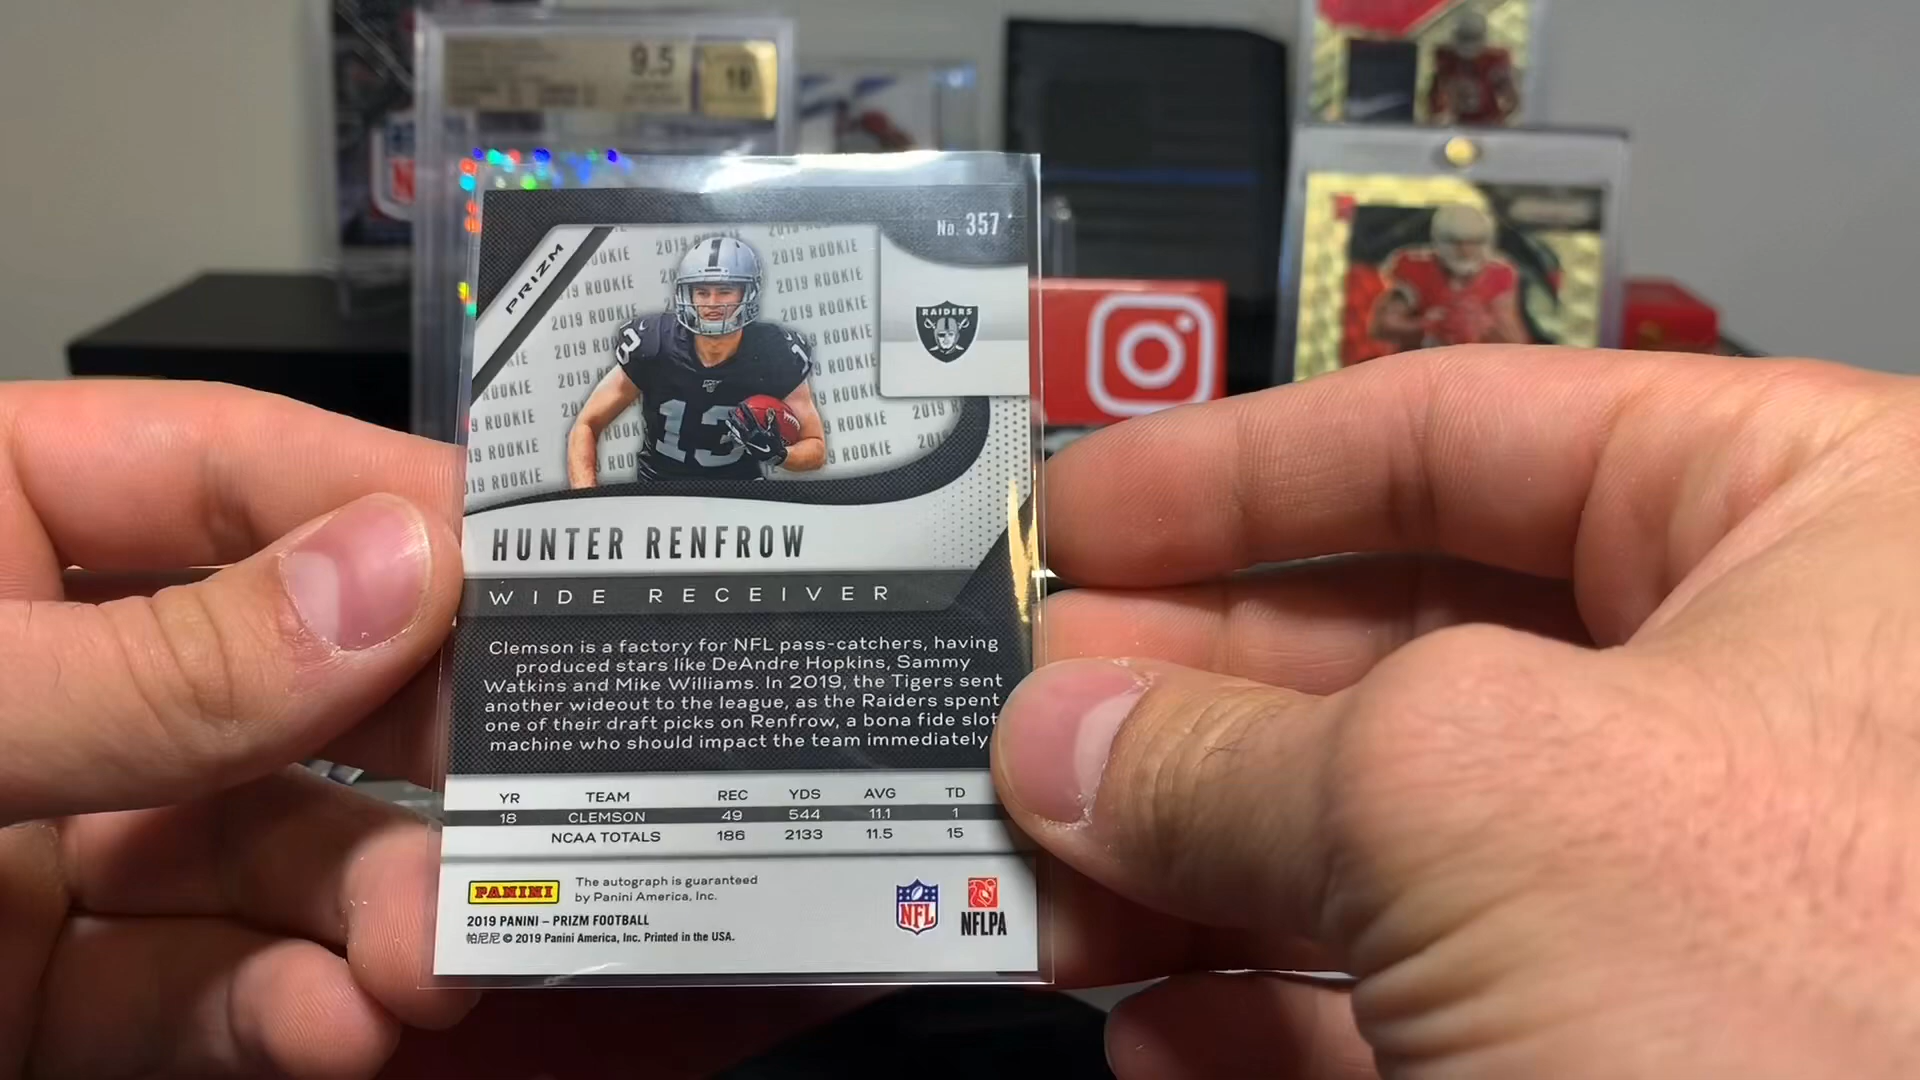 9.5
10
No. 357
PRIZM
2019 ROOKIE
2019 ROOKIE
2019 ROOKIE
RAIDERS
13
HUNTER RENFROW
WIDE RECEIVER
Clemson is a factory for NFL pass-catchers, having
produced stars like DeAndre Hopkins, Sammy
Watkins and Mike Williams. In 2019, the Tigers sent
another wideout to the league, as the Raiders spent
one of their draft picks on Renfrow, a bona fide slot
machine who should impact the team immediately
YR TEAM REC YDS AVG TD
18 CLEMSON 49 544 11.1 1
NCAA TOTALS 186 2133 11.5 15
PANINI
The autograph is guaranteed
by Panini America, Inc.
2019 PANINI – PRIZM FOOTBALL
帕尼尼 © 2019 Panini America, Inc. Printed in the USA.
NFL
NFLPA